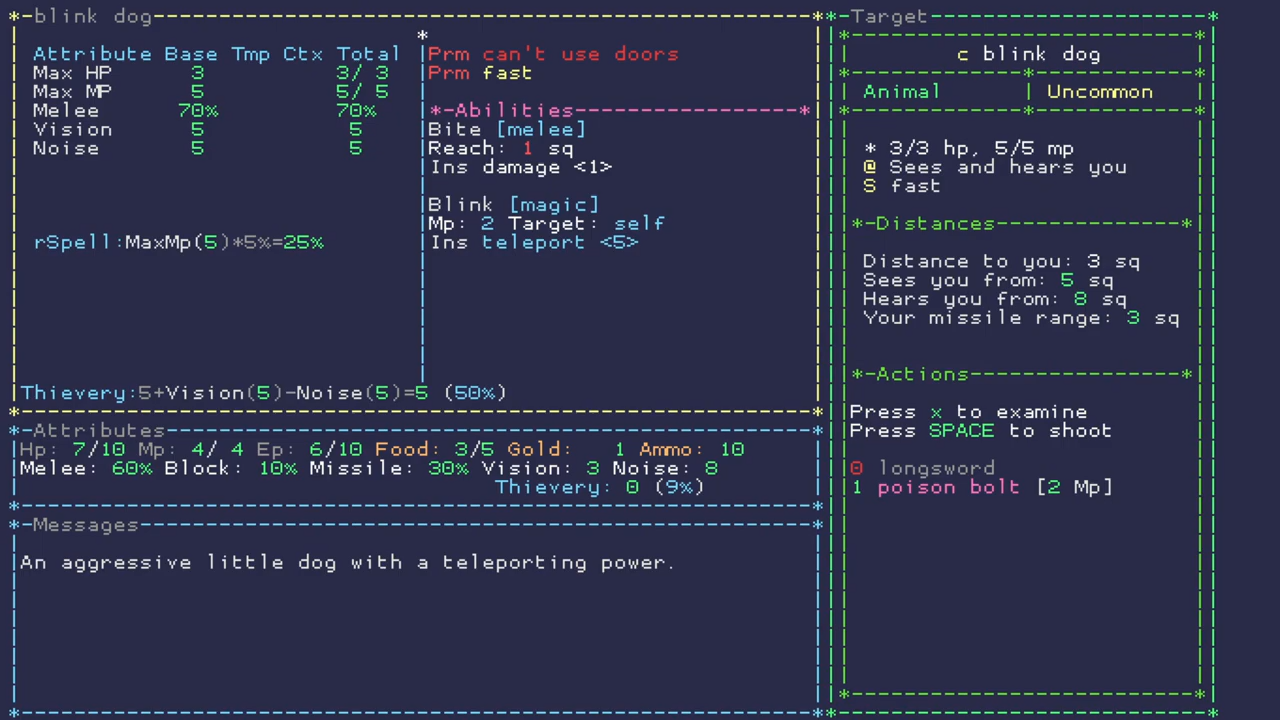 blink dog
Attribute Base Tmp Ctx Total
Max HP 3 3/ 3
Max MP 5 5/ 5
Melee 70% 70%
Vision 5 5
Noise 5 5
rSpell:MaxMp(5)*5%=25%
Thievery:5+Vision(5)-Noise(5)=5 (50%)
Prm can't use doors
Prm fast
Abilities
Bite [melee]
Reach: 1 sq
Ins damage <1>
Blink [magic]
Mp: 2 Target: self
Ins teleport <5>
Attributes
Hp: 7/10 Mp: 4/ 4 Ep: 6/10 Food: 3/5 Gold: 1 Ammo: 10
Melee: 60% Block: 10% Missile: 30% Vision: 3 Noise: 8
Thievery: 0 (9%)
Messages
An aggressive little dog with a teleporting power.
Target
c blink dog
Animal | Uncommon
* 3/3 hp, 5/5 mp
@ Sees and hears you
S fast
Distances
Distance to you: 3 sq
Sees you from: 5 sq
Hears you from: 8 sq
Your missile range: 3 sq
Actions
Press x to examine
Press SPACE to shoot
0 longsword
1 poison bolt [2 Mp]